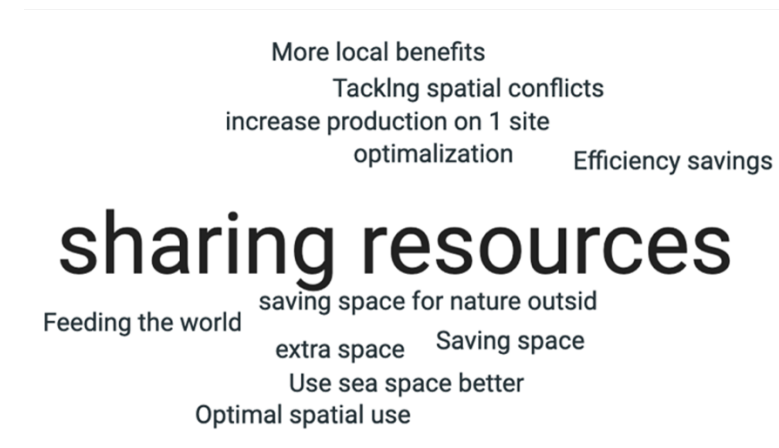 More local benefits
Tacklng spatial conflicts
increase production on 1 site
optimalization
Efficiency savings
sharing resources
saving space for nature outsid
Feeding the world
Saving space
extra space
Use sea space better
Optimal spatial use